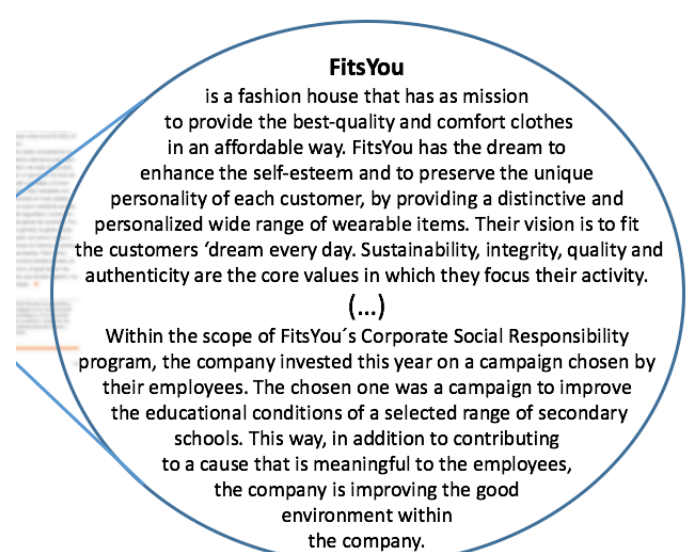 FitsYou
is a fashion house that has as mission
to provide the best-quality and comfort clothes
in an affordable way. FitsYou has the dream to
enhance the self-esteem and to preserve the unique
personality of each customer, by providing a distinctive and
personalized wide range of wearable items. Their vision is to fit
the customers ‘dream every day. Sustainability, integrity, quality and
authenticity are the core values in which they focus their activity.
(...)
Within the scope of FitsYou´s Corporate Social Responsibility
program, the company invested this year on a campaign chosen by
their employees. The chosen one was a campaign to improve
the educational conditions of a selected range of secondary
schools. This way, in addition to contributing
to a cause that is meaningful to the employees,
the company is improving the good
environment within
the company.